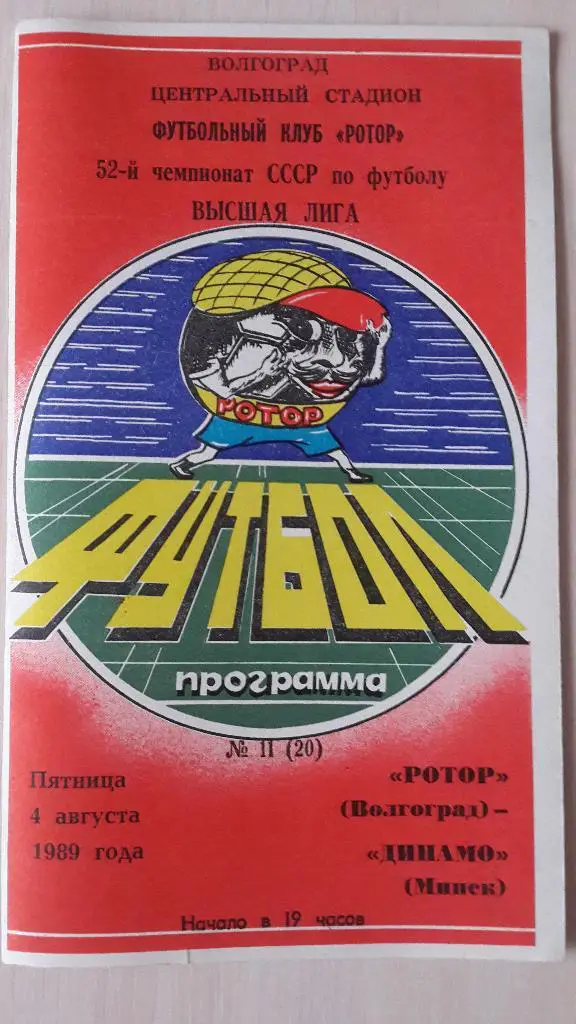 ВОЛГОГРАД
ЦЕНТРАЛЬНЫЙ СТАДИОН
ФУТБОЛЬНЫЙ КЛУБ «РОТОР»
52-й чемпионат СССР по футболу
ВЫСШАЯ ЛИГА
РОТОР
ФУТБОЛ
программа
№ 11 (20)
Пятница
4 августа
1989 года
«РОТОР»
(Волгоград) –
«ДИНАМО»
(Минск)
Начало в 19 часов